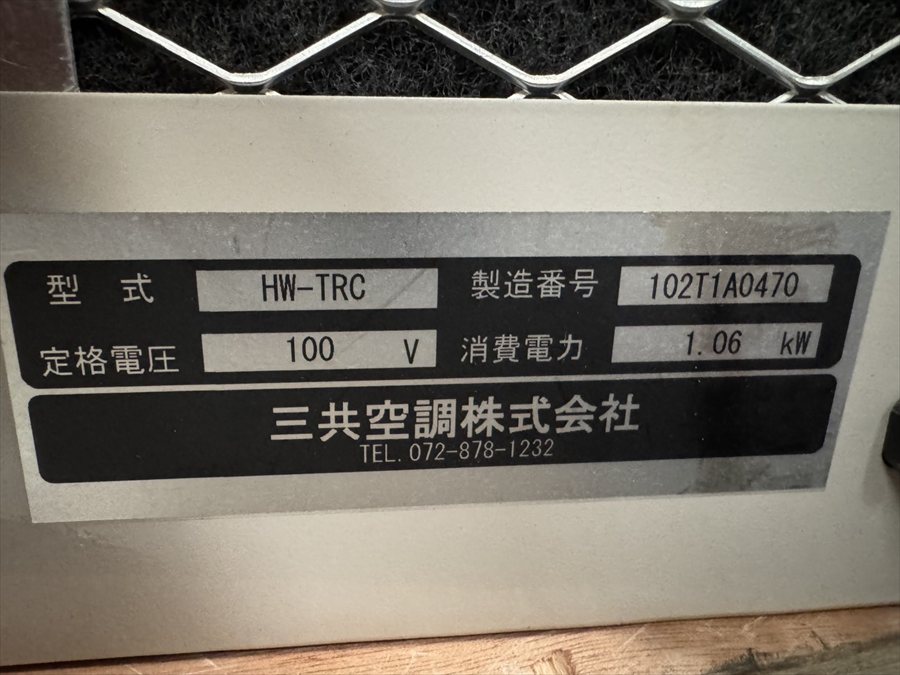 型式 HW-TRC 製造番号 102T1A0470
定格電圧 100 V 消費電力 1.06 kW
三共空調株式会社
TEL. 072-878-1232